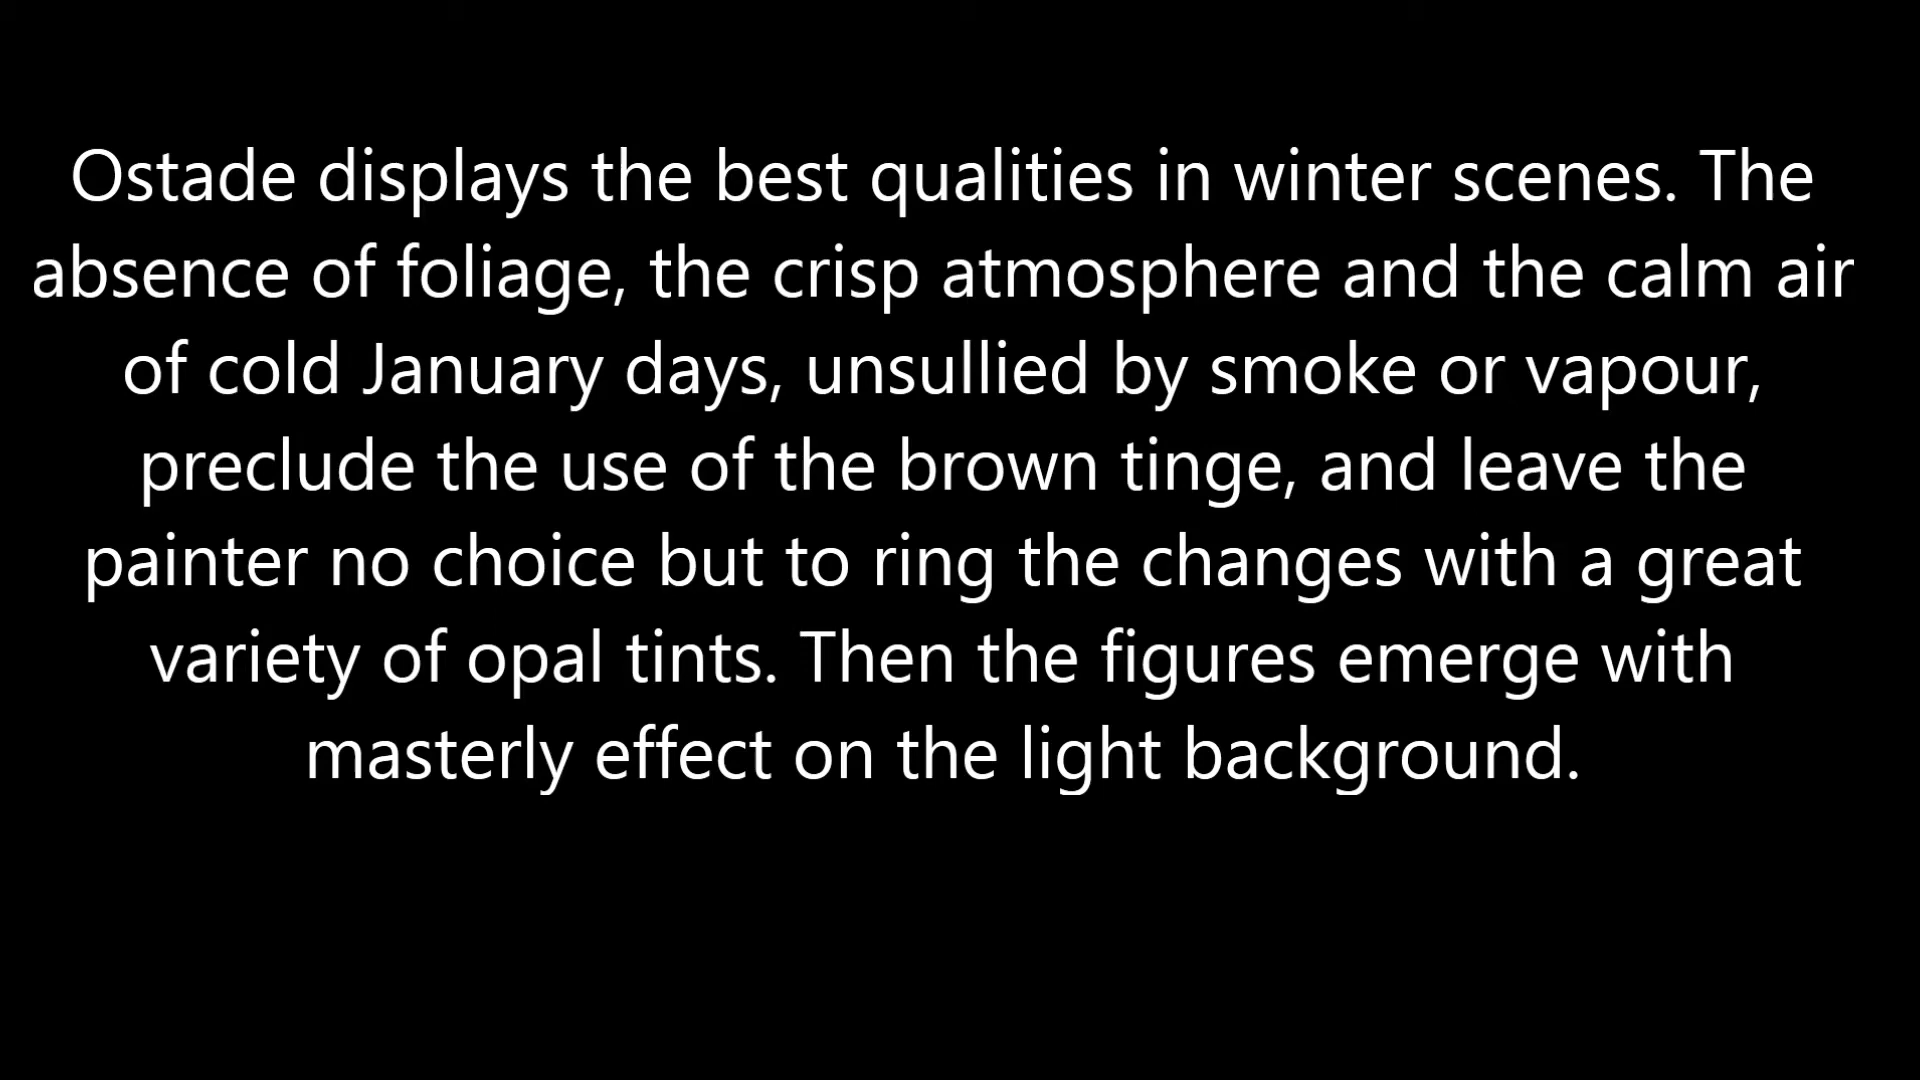 Ostade displays the best qualities in winter scenes. The
absence of foliage, the crisp atmosphere and the calm air
of cold January days, unsullied by smoke or vapour,
preclude the use of the brown tinge, and leave the
painter no choice but to ring the changes with a great
variety of opal tints. Then the figures emerge with
masterly effect on the light background.